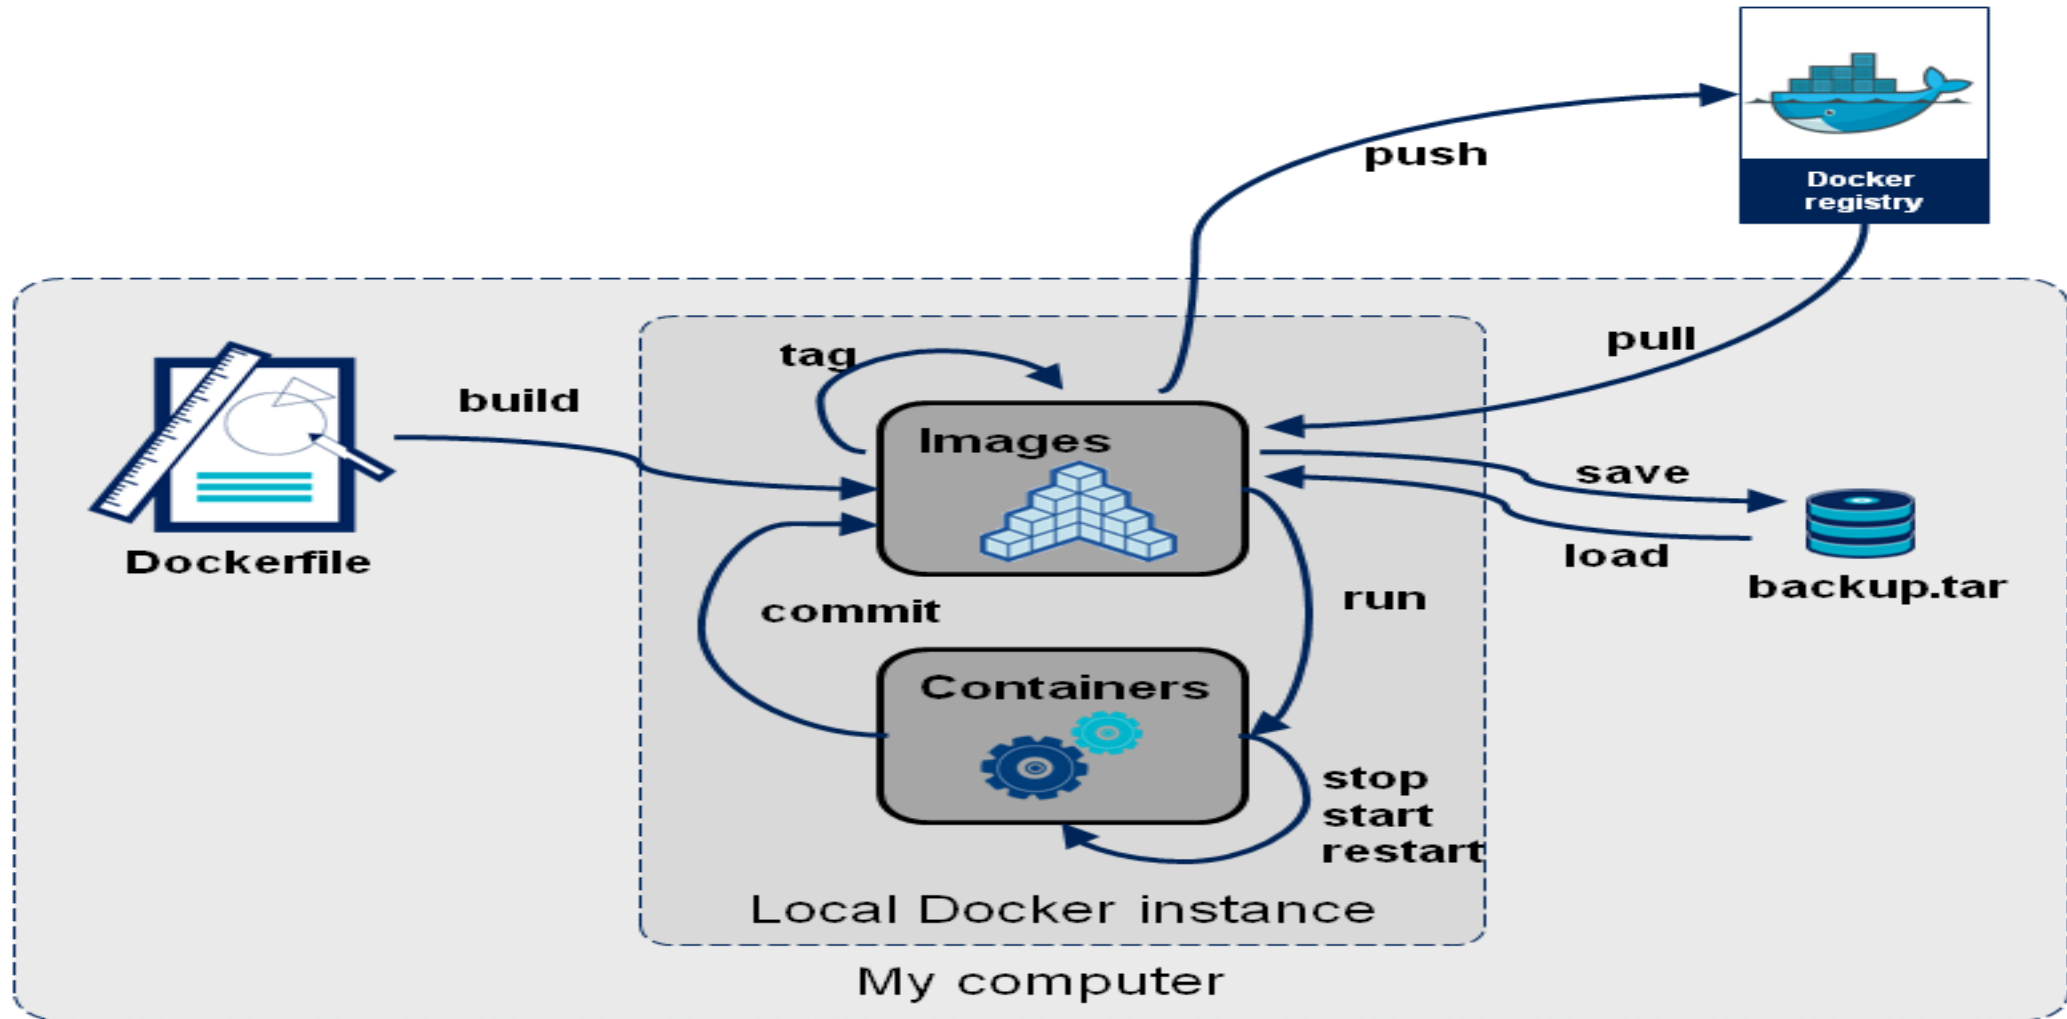 push
Docker
registry
tag
pull
build
Images
save
load
backup.tar
Dockerfile
commit
run
Containers
stop
start
restart
Local Docker instance
My computer